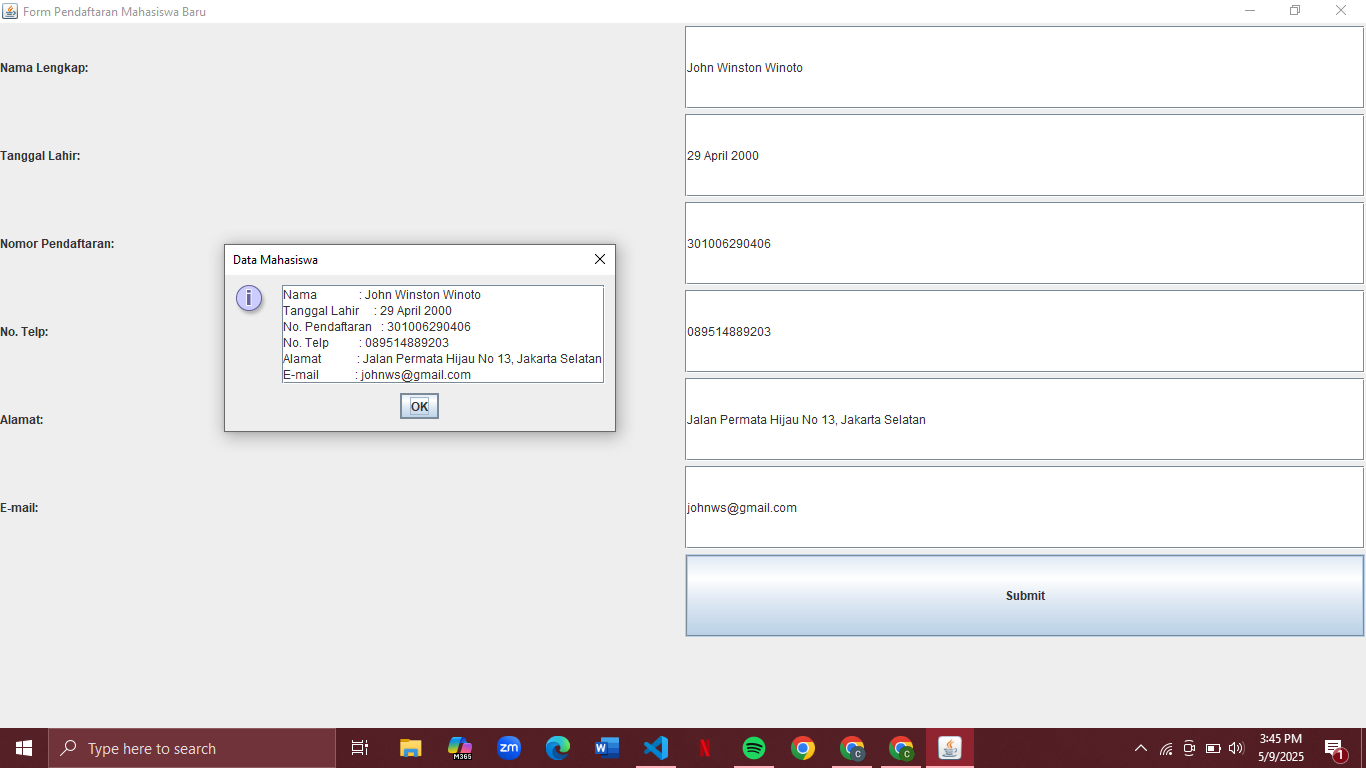 Form Pendaftaran Mahasiswa Baru
Nama Lengkap: John Winston Winoto
Tanggal Lahir: 29 April 2000
Nomor Pendaftaran: 301006290406
No. Telp: 089514889203
Alamat: Jalan Permata Hijau No 13, Jakarta Selatan
E-mail: johnws@gmail.com
Submit
Data Mahasiswa
Nama : John Winston Winoto
Tanggal Lahir : 29 April 2000
No. Pendaftaran : 301006290406
No. Telp : 089514889203
Alamat : Jalan Permata Hijau No 13, Jakarta Selatan
E-mail : johnws@gmail.com
OK
Type here to search
M365
zm
W
N
C
C
3:45 PM
5/9/2025
1